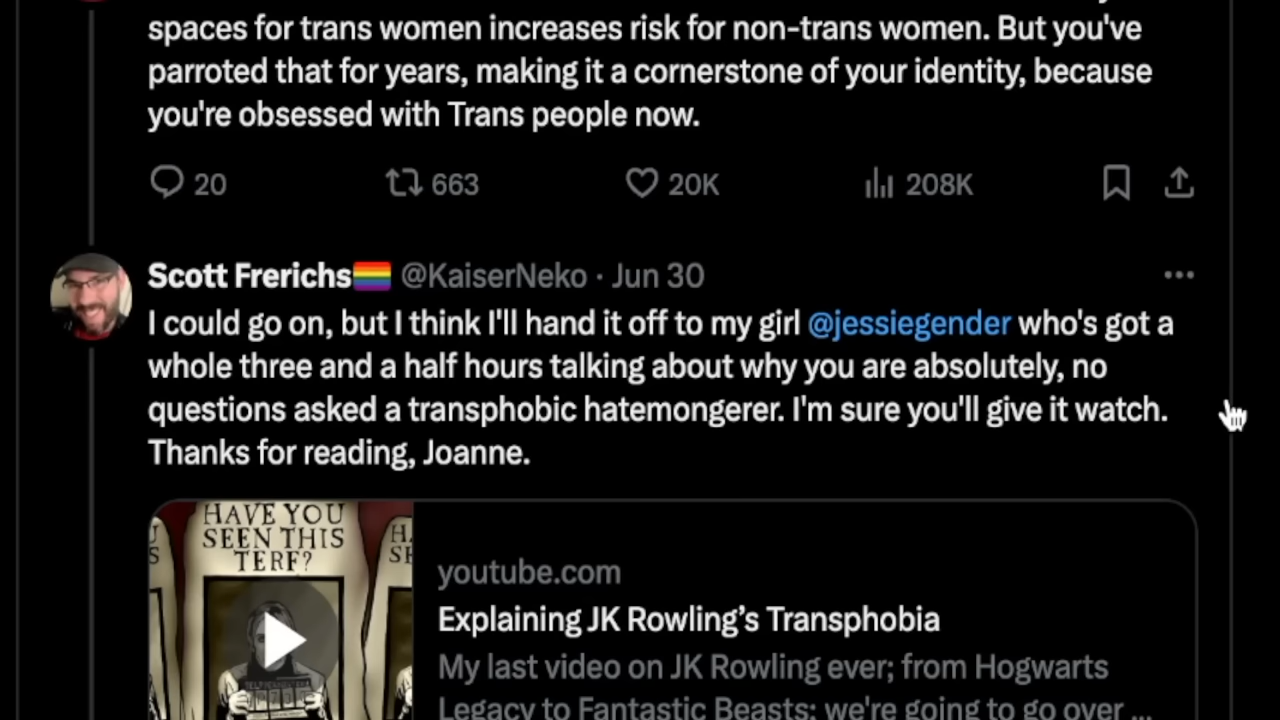 spaces for trans women increases risk for non-trans women. But you've
parroted that for years, making it a cornerstone of your identity, because
you're obsessed with Trans people now.
20 663 20K 208K
Scott Frerichs @KaiserNeko · Jun 30
I could go on, but I think I'll hand it off to my girl @jessiegender who's got a
whole three and a half hours talking about why you are absolutely, no
questions asked a transphobic hatemongerer. I'm sure you'll give it watch.
Thanks for reading, Joanne.
HAVE YOU
SEEN THIS
TERF?
youtube.com
Explaining JK Rowling's Transphobia
My last video on JK Rowling ever; from Hogwarts
Legacy to Fantastic Beasts; we're going to go over ...